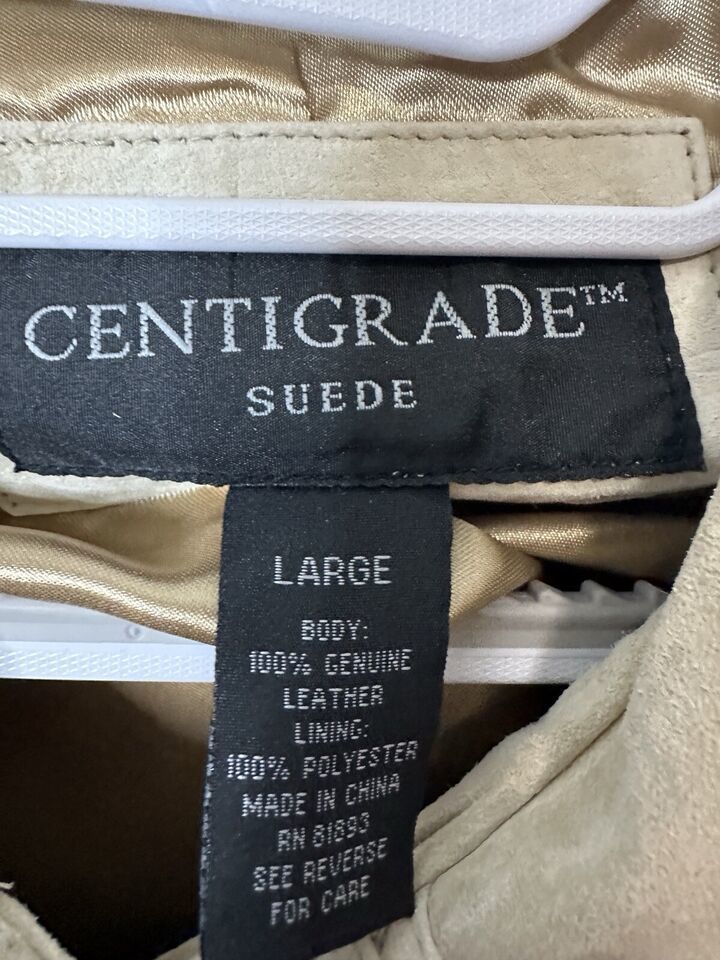 CENTIGRADE™
SUEDE
LARGE
BODY:
100% GENUINE
LEATHER
LINING:
100% POLYESTER
MADE IN CHINA
RN 81893
SEE REVERSE
FOR CARE